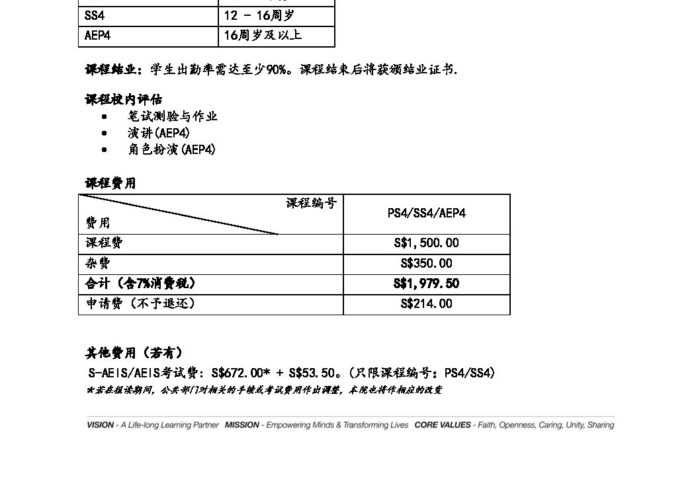 SS4 12 - 16周岁
AEP4 16周岁及以上
课程结业: 学生出勤率需达至少90%。课程结束后将获颁结业证书.
课程校内评估
• 笔试测验与作业
• 演讲(AEP4)
• 角色扮演(AEP4)
课程费用
课程编号
费用
PS4/SS4/AEP4
课程费 S$1,500.00
杂费 S$350.00
合计(含7%消费税) S$1,979.50
申请费(不予退还) S$214.00
其他费用(若有)
S-AEIS/AEIS考试费: S$672.00* + S$53.50。(只限课程编号: PS4/SS4)
*若在报读期间, 公共部门对相关的手续或考试费用作出调整, 本院也将作相应的改变
VISION - A Life-long Learning Partner MISSION - Empowering Minds & Transforming Lives CORE VALUES - Faith, Openness, Caring, Unity, Sharing